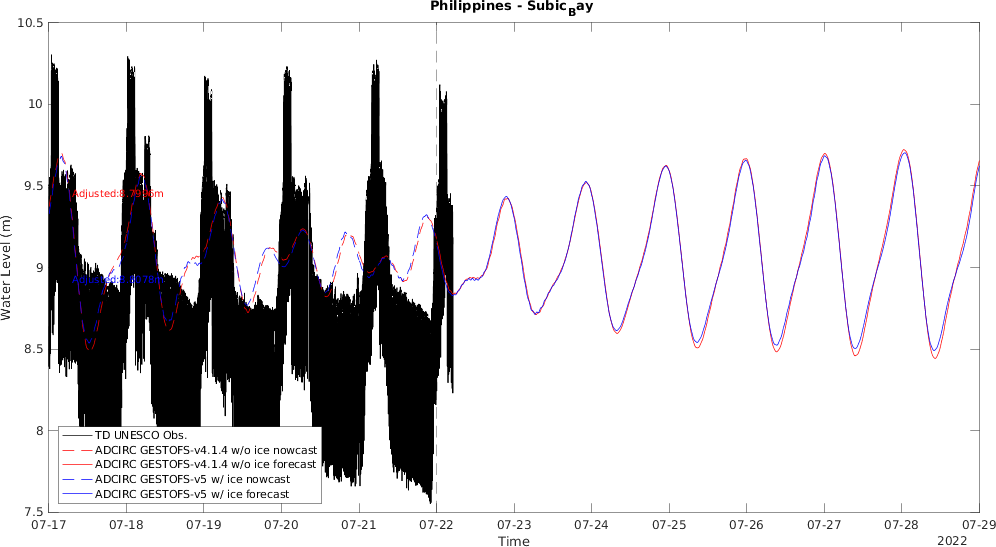 Philippines - Subic_Bay
10.5
10
9.5
9
8.5
8
7.5
Water Level (m)
TD UNESCO Obs.
ADCIRC GESTOFS-v4.1.4 w/o ice nowcast
ADCIRC GESTOFS-v4.1.4 w/o ice forecast
ADCIRC GESTOFS-v5 w/ ice nowcast
ADCIRC GESTOFS-v5 w/ ice forecast
07-17 07-18 07-19 07-20 07-21 07-22 07-23 07-24 07-25 07-26 07-27 07-28 07-29
Time
2022